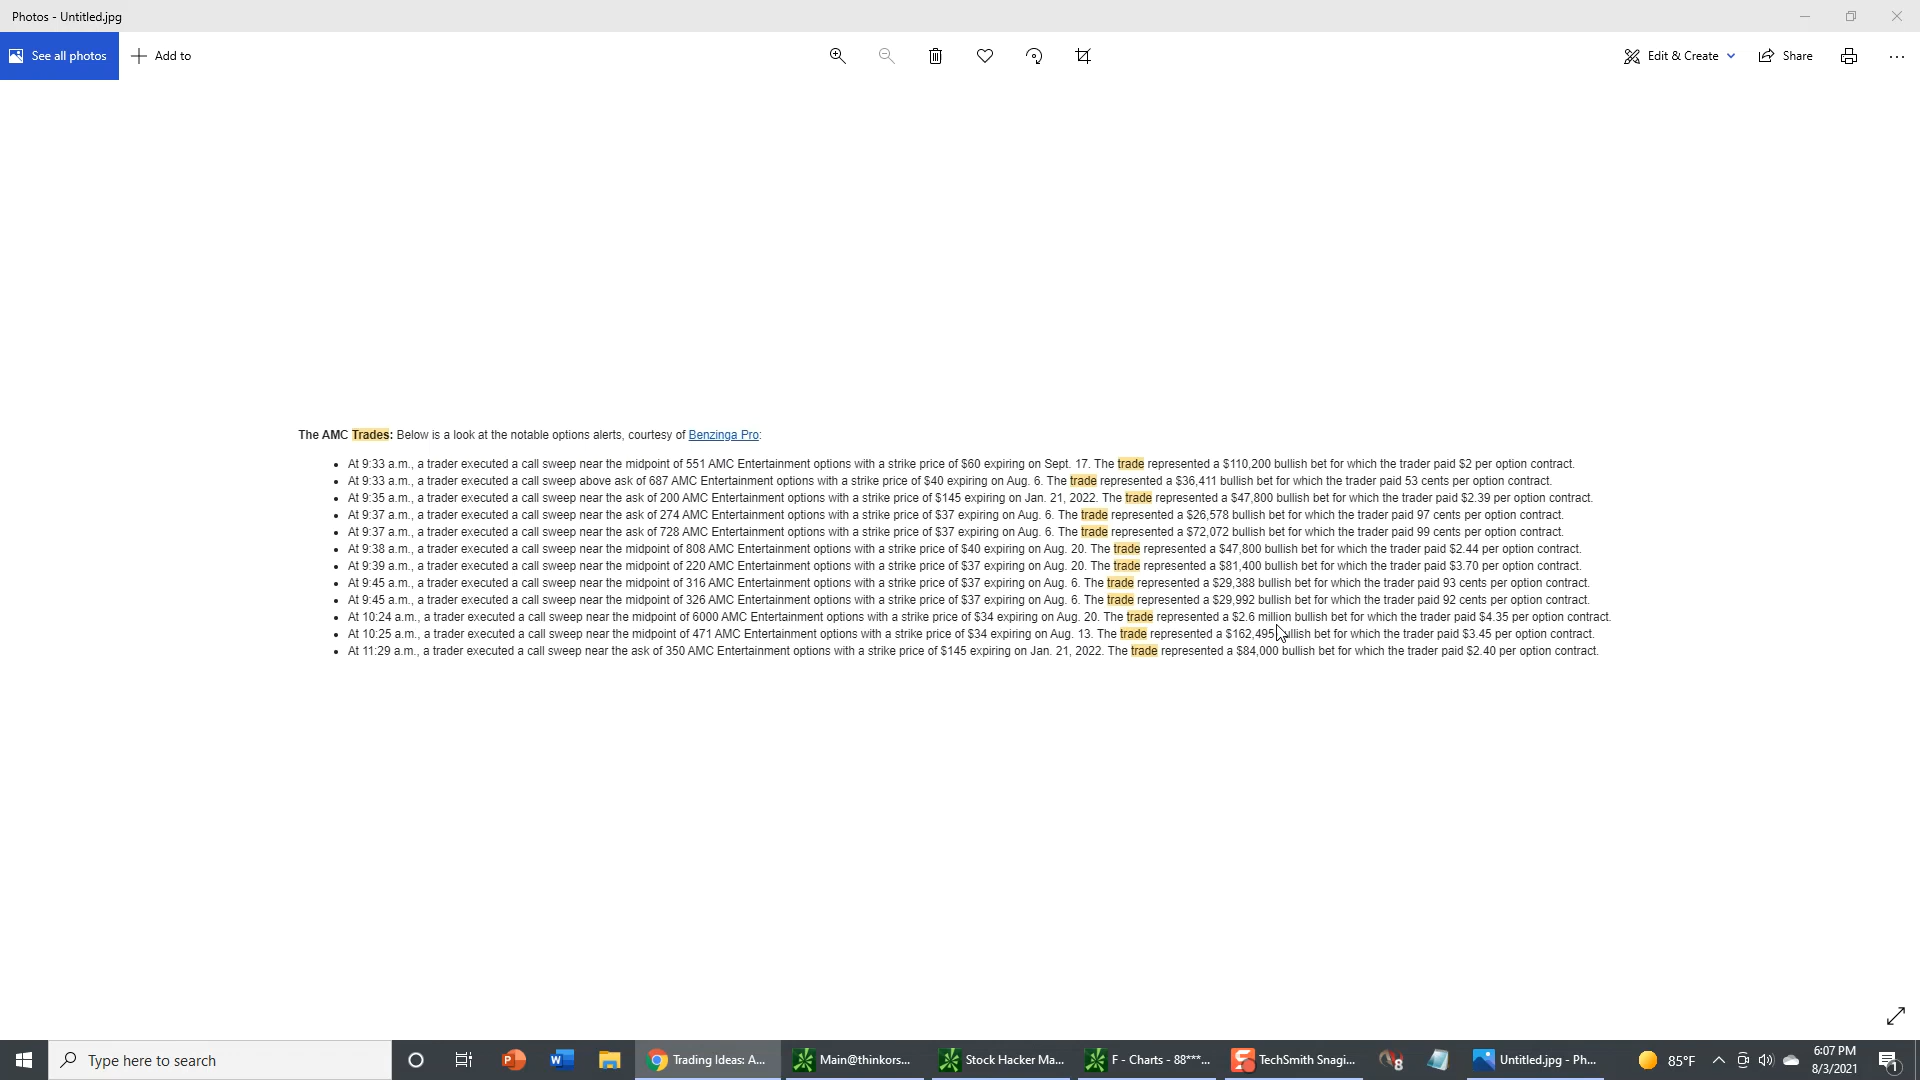 Photos - Untitled.jpg
See all photos
Add to
Edit & Create
Share
The AMC Trades: Below is a look at the notable options alerts, courtesy of Benzinga Pro:
• At 9:33 a.m., a trader executed a call sweep near the midpoint of 551 AMC Entertainment options with a strike price of $60 expiring on Sept. 17. The trade represented a $110,200 bullish bet for which the trader paid $2 per option contract.
• At 9:33 a.m., a trader executed a call sweep above ask of 687 AMC Entertainment options with a strike price of $40 expiring on Aug. 6. The trade represented a $36,411 bullish bet for which the trader paid 53 cents per option contract.
• At 9:35 a.m., a trader executed a call sweep near the ask of 200 AMC Entertainment options with a strike price of $145 expiring on Jan. 21, 2022. The trade represented a $47,800 bullish bet for which the trader paid $2.39 per option contract.
• At 9:37 a.m., a trader executed a call sweep near the ask of 274 AMC Entertainment options with a strike price of $37 expiring on Aug. 6. The trade represented a $26,578 bullish bet for which the trader paid 97 cents per option contract.
• At 9:37 a.m., a trader executed a call sweep near the ask of 728 AMC Entertainment options with a strike price of $37 expiring on Aug. 6. The trade represented a $72,072 bullish bet for which the trader paid 99 cents per option contract.
• At 9:38 a.m., a trader executed a call sweep near the midpoint of 808 AMC Entertainment options with a strike price of $40 expiring on Aug. 20. The trade represented a $47,800 bullish bet for which the trader paid $2.44 per option contract.
• At 9:39 a.m., a trader executed a call sweep near the midpoint of 220 AMC Entertainment options with a strike price of $37 expiring on Aug. 20. The trade represented a $81,400 bullish bet for which the trader paid $3.70 per option contract.
• At 9:45 a.m., a trader executed a call sweep near the midpoint of 316 AMC Entertainment options with a strike price of $37 expiring on Aug. 6. The trade represented a $29,388 bullish bet for which the trader paid 93 cents per option contract.
• At 9:45 a.m., a trader executed a call sweep near the midpoint of 326 AMC Entertainment options with a strike price of $37 expiring on Aug. 6. The trade represented a $29,992 bullish bet for which the trader paid 92 cents per option contract.
• At 10:24 a.m., a trader executed a call sweep near the midpoint of 6000 AMC Entertainment options with a strike price of $34 expiring on Aug. 20. The trade represented a $2.6 million bullish bet for which the trader paid $4.35 per option contract.
• At 10:25 a.m., a trader executed a call sweep near the midpoint of 471 AMC Entertainment options with a strike price of $34 expiring on Aug. 13. The trade represented a $162,495 bullish bet for which the trader paid $3.45 per option contract.
• At 11:29 a.m., a trader executed a call sweep near the ask of 350 AMC Entertainment options with a strike price of $145 expiring on Jan. 21, 2022. The trade represented a $84,000 bullish bet for which the trader paid $2.40 per option contract.
Type here to search
Trading Ideas: A...
Main@thinkors...
Stock Hacker Ma...
F - Charts - 88***...
TechSmith Snagi...
8
Untitled.jpg - Ph...
85°F
6:07 PM
8/3/2021
1